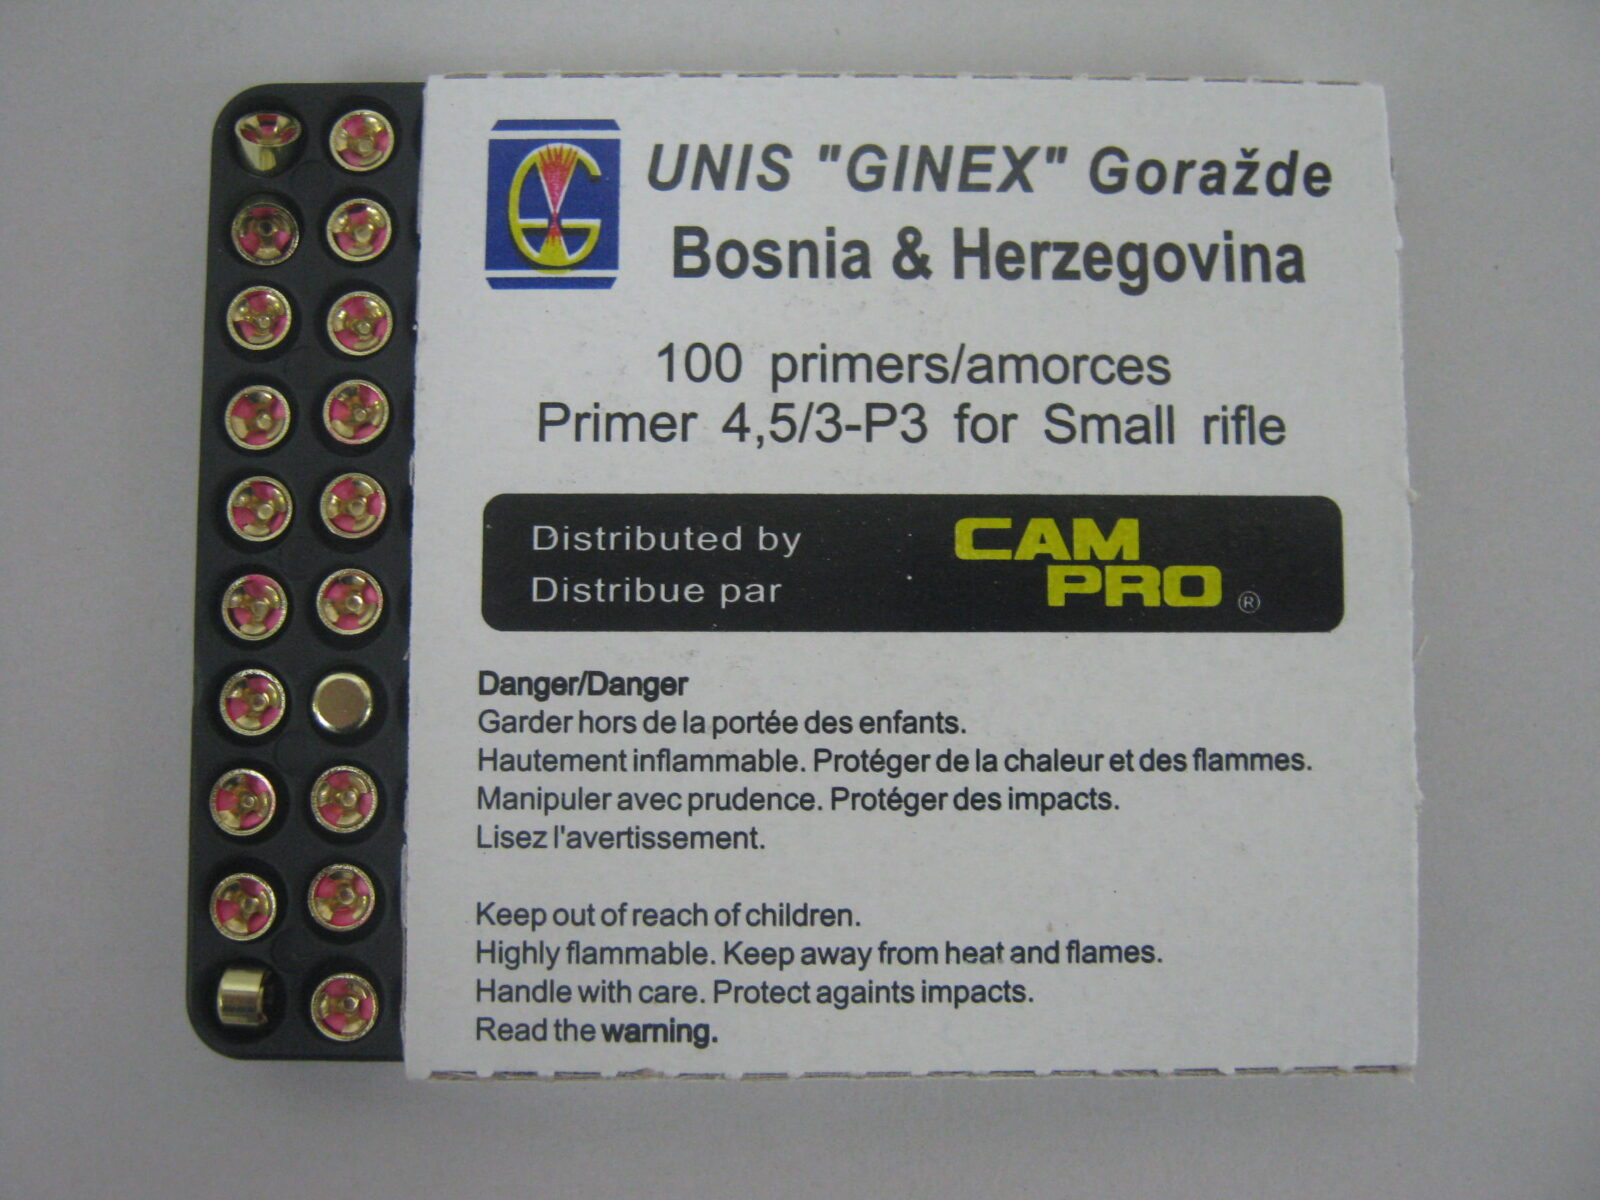 UNIS "GINEX" Goražde
Bosnia & Herzegovina
100 primers/amorces
Primer 4,5/3-P3 for Small rifle
Distributed by
Distribue par
CAM
PRO ®
Danger/Danger
Garder hors de la portée des enfants.
Hautement inflammable. Protéger de la chaleur et des flammes.
Manipuler avec prudence. Protéger des impacts.
Lisez l'avertissement.
Keep out of reach of children.
Highly flammable. Keep away from heat and flames.
Handle with care. Protect againts impacts.
Read the warning.